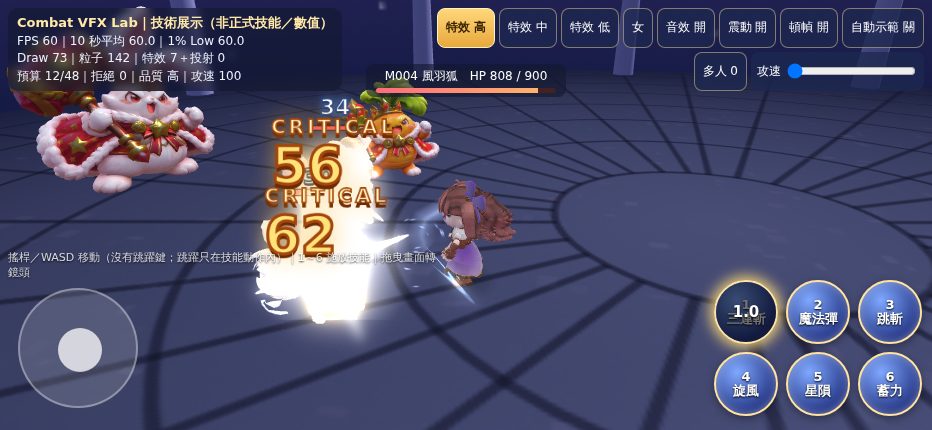 Combat VFX Lab｜技術展示（非正式技能／數值）
FPS 60｜10 秒平均 60.0｜1% Low 60.0
Draw 73｜粒子 142｜特效 7＋投射 0
預算 12/48｜拒絕 0｜品質 高｜攻速 100
特效 高
特效 中
特效 低
女
音效 開
震動 開
頓幀 開
自動示範 關
多人 0
攻速
M004 風羽狐 HP 808 / 900
34
CRITICAL
56
CRITICAL
62
搖桿／WASD 移動（沒有跳躍鍵；跳躍只在技能動作內）｜1～6 施放技能｜拖曳畫面轉
鏡頭
1
1.0
三連斬
2
魔法彈
3
跳斬
4
旋風
5
星隕
6
蓄力